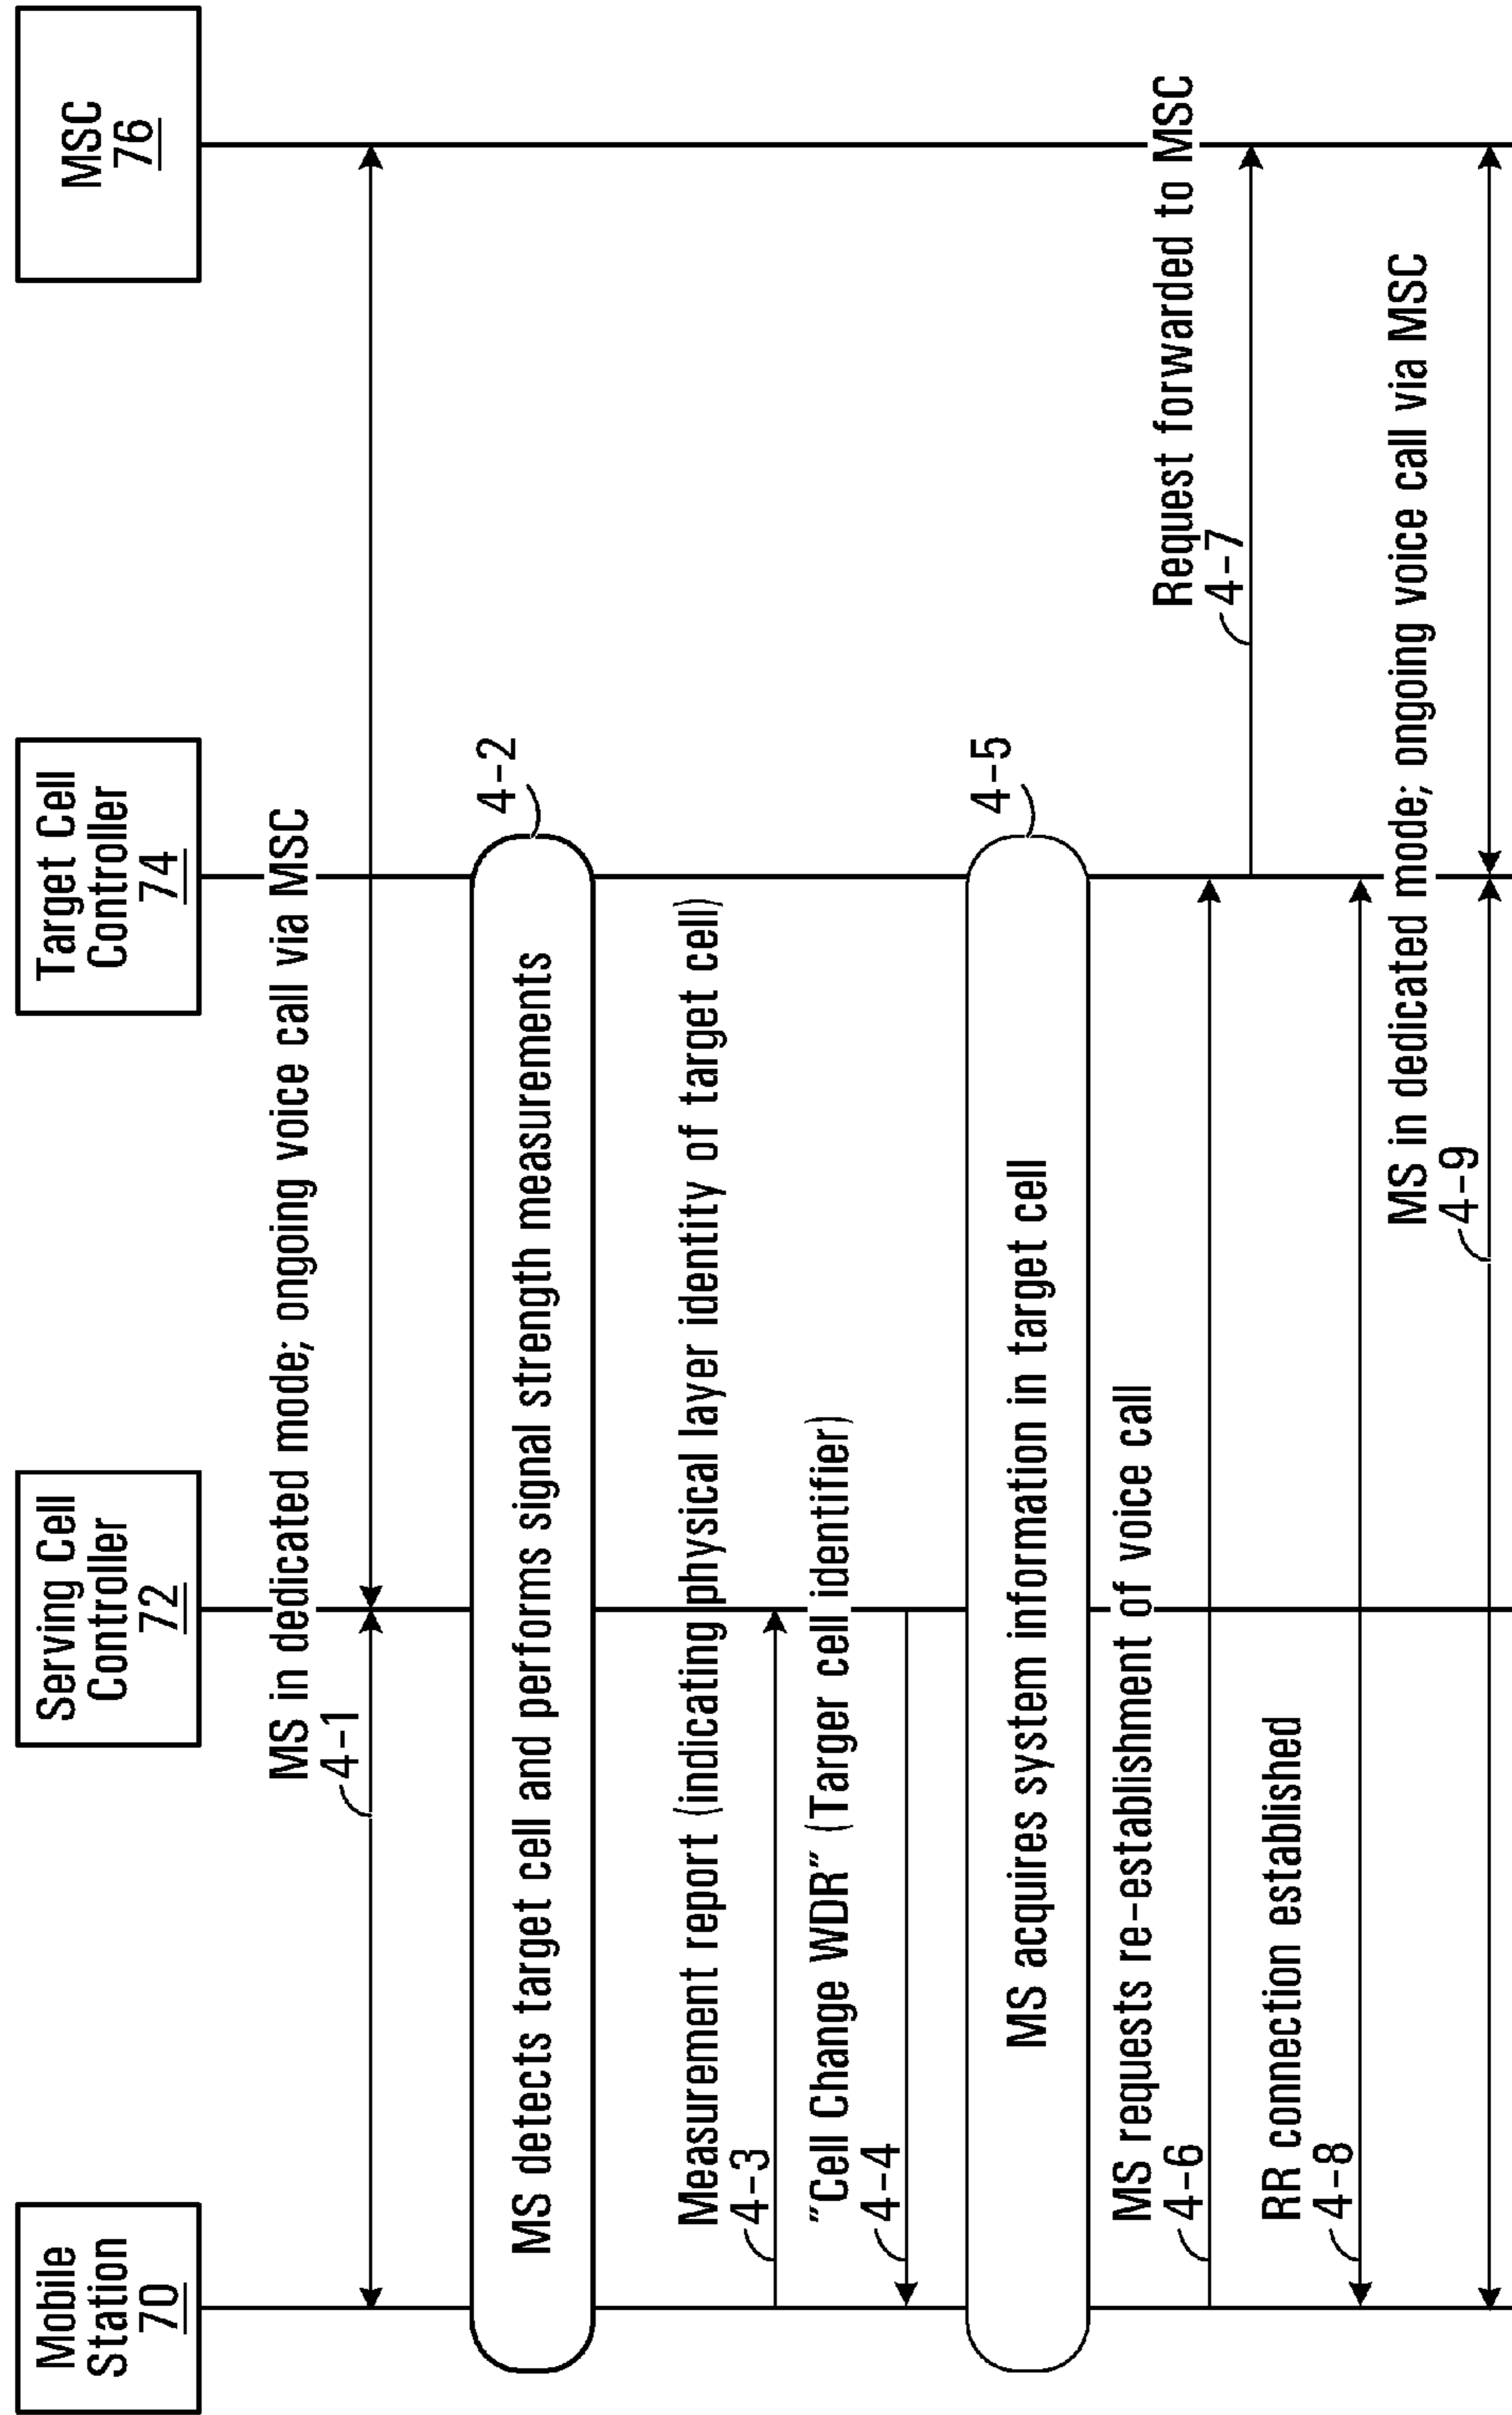 Mobile
Station
70
Serving Cell
Controller
72
Target Cell
Controller
74
MSC
76
MS in dedicated mode; ongoing voice call via MSC
4-1
4-2
MS detects target cell and performs signal strength measurements
Measurement report (indicating physical layer identity of target cell)
4-3
"Cell Change WDR" (Targer cell identifier)
4-4
4-5
MS acquires system information in target cell
MS requests re-establishment of voice call
4-6
Request forwarded to MSC
4-7
RR connection established
4-8
MS in dedicated mode; ongoing voice call via MSC
4-9